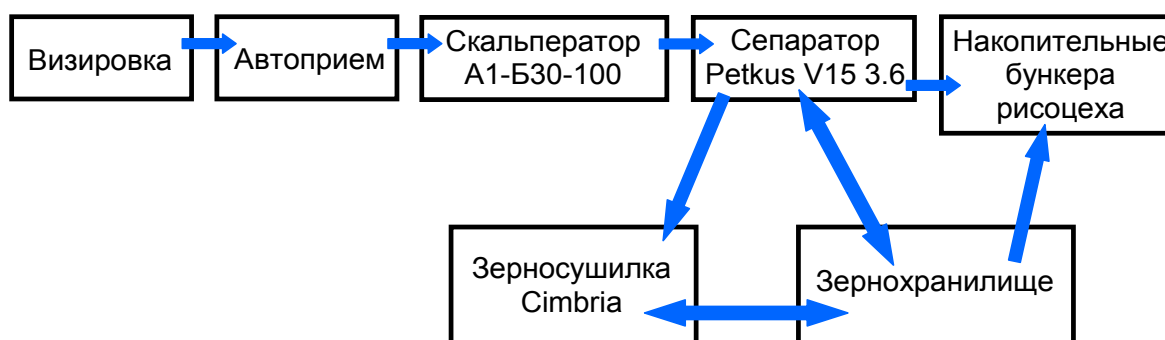 Визировка
Автоприем
Скальператор
А1-Б30-100
Сепаратор
Petkus V15 3.6
Накопительные
бункера
рисоцеха
Зерносушилка
Cimbria
Зернохранилище